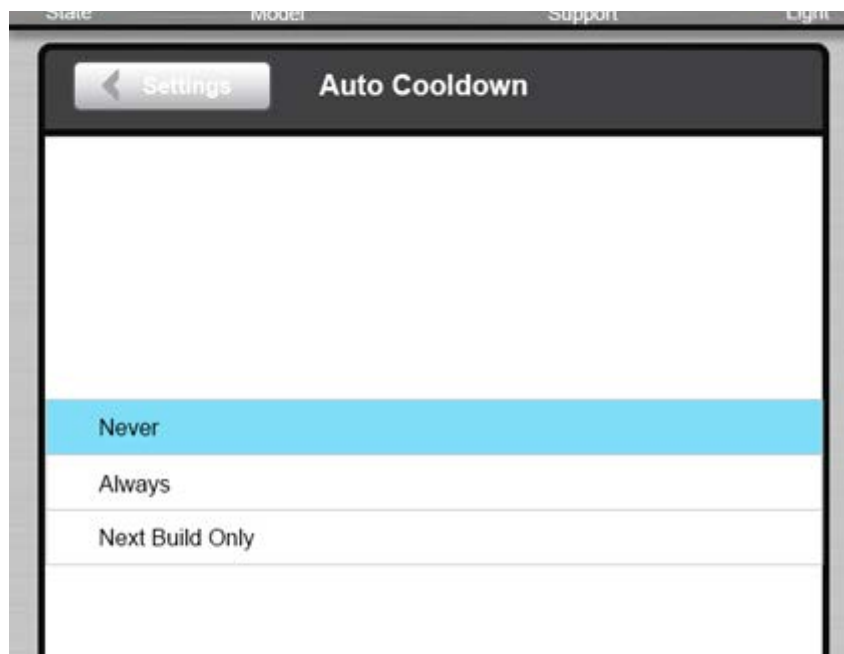 State Model Support Light
Settings Auto Cooldown
Never
Always
Next Build Only